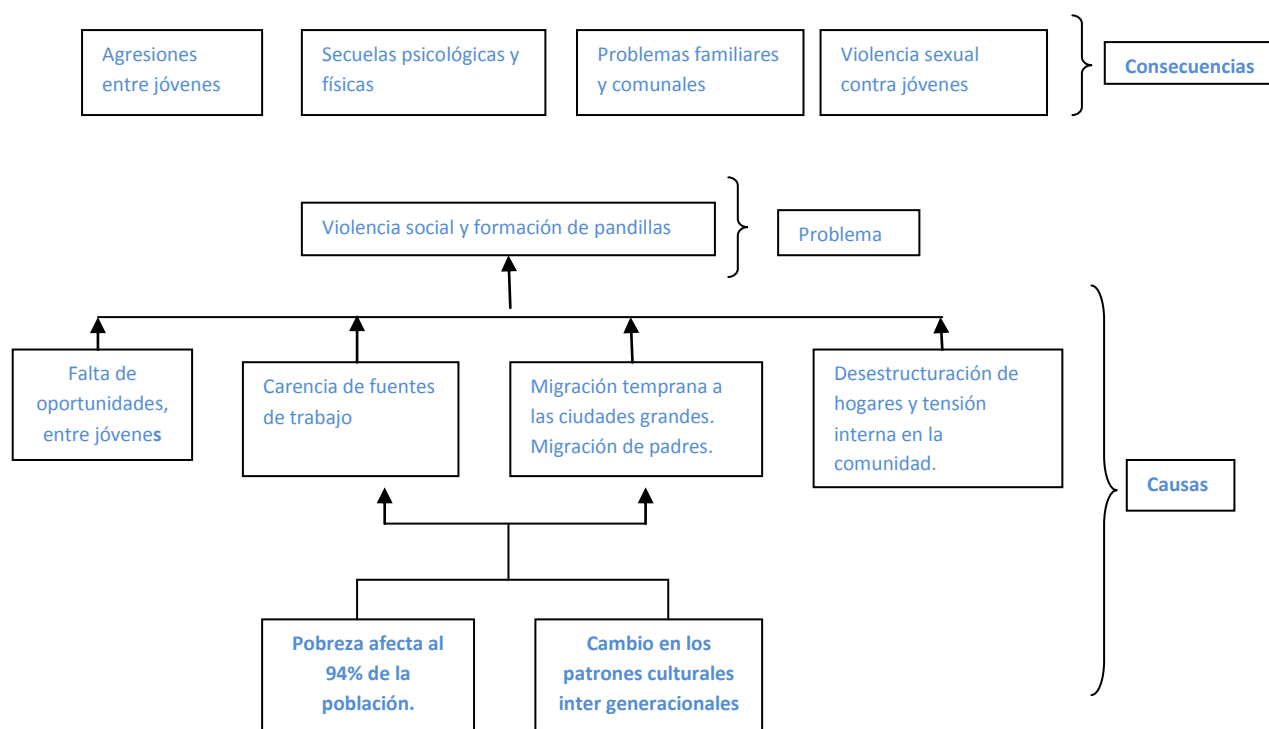 Agresiones
entre jóvenes
Secuelas psicológicas y
físicas
Problemas familiares
y comunales
Violencia sexual
contra jóvenes
Consecuencias
Violencia social y formación de pandillas
Problema
Falta de
oportunidades,
entre jóvenes
Carencia de fuentes
de trabajo
Migración temprana a
las ciudades grandes.
Migración de padres.
Desestructuración de
hogares y tensión
interna en la
comunidad.
Causas
Pobreza afecta al
94% de la
población.
Cambio en los
patrones culturales
inter generacionales